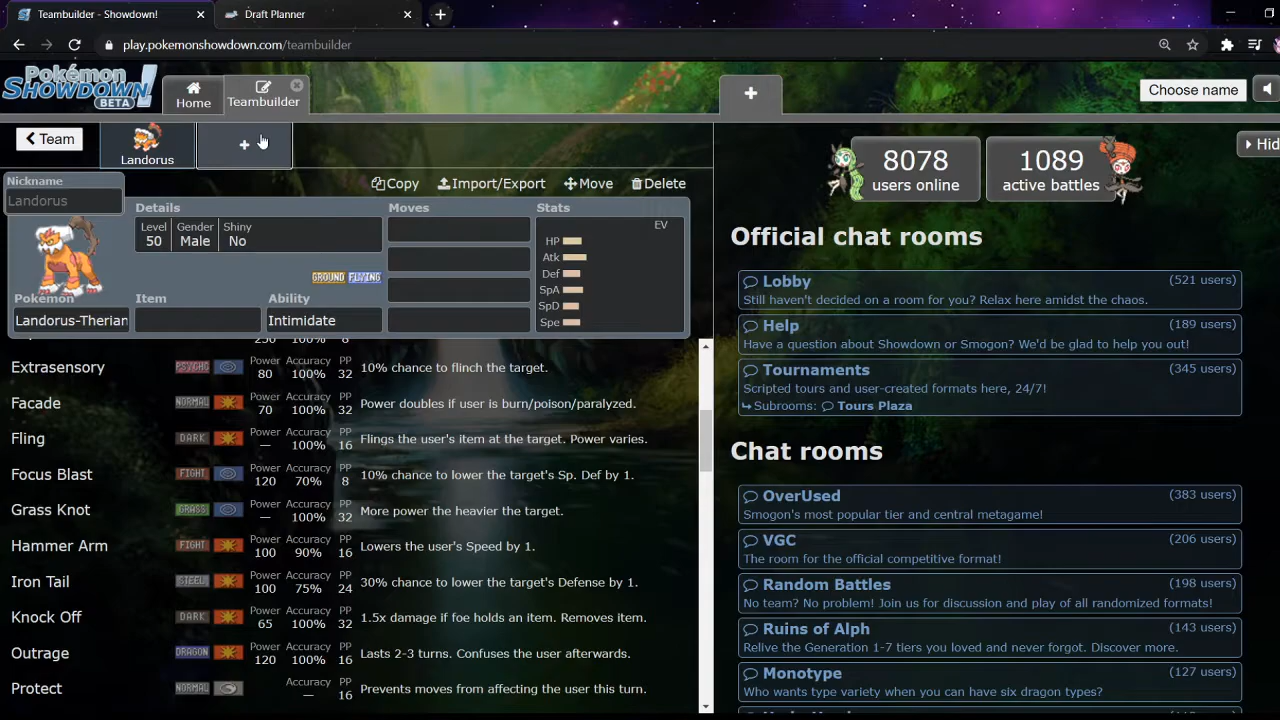 Teambuilder - Showdown!
Draft Planner
play.pokemonshowdown.com/teambuilder
Pokémon
SHOWDOWN!
BETA
Home
Teambuilder
Choose name
Team
Landorus
Hid
Copy
Import/Export
Move
Delete
Nickname
Landorus
Details
Level
50
Gender
Male
Shiny
No
GROUND
FLYING
Pokémon
Landorus-Therian
Item
Ability
Intimidate
Moves
Stats
EV
HP
Atk
Def
SpA
SpD
Spe
250 100% 8
Extrasensory PSYCHC Power 80 Accuracy 100% PP 32 10% chance to flinch the target.
Facade NORMAL Power 70 Accuracy 100% PP 32 Power doubles if user is burn/poison/paralyzed.
Fling DARK Power — Accuracy 100% PP 16 Flings the user's item at the target. Power varies.
Focus Blast FIGHT Power 120 Accuracy 70% PP 8 10% chance to lower the target's Sp. Def by 1.
Grass Knot GRASS Power — Accuracy 100% PP 32 More power the heavier the target.
Hammer Arm FIGHT Power 100 Accuracy 90% PP 16 Lowers the user's Speed by 1.
Iron Tail STEEL Power 100 Accuracy 75% PP 24 30% chance to lower the target's Defense by 1.
Knock Off DARK Power 65 Accuracy 100% PP 32 1.5x damage if foe holds an item. Removes item.
Outrage DRAGON Power 120 Accuracy 100% PP 16 Lasts 2-3 turns. Confuses the user afterwards.
Protect NORMAL Accuracy — PP 16 Prevents moves from affecting the user this turn.
8078
users online
1089
active battles
Official chat rooms
Lobby (521 users)
Still haven't decided on a room for you? Relax here amidst the chaos.
Help (189 users)
Have a question about Showdown or Smogon? We'd be glad to help you out!
Tournaments (345 users)
Scripted tours and user-created formats here, 24/7!
Subrooms: Tours Plaza
Chat rooms
OverUsed (383 users)
Smogon's most popular tier and central metagame!
VGC (206 users)
The room for the official competitive format!
Random Battles (198 users)
No team? No problem! Join us for discussion and play of all randomized formats!
Ruins of Alph (143 users)
Relive the Generation 1-7 tiers you loved and never forgot. Discover more.
Monotype (127 users)
Who wants type variety when you can have six dragon types?